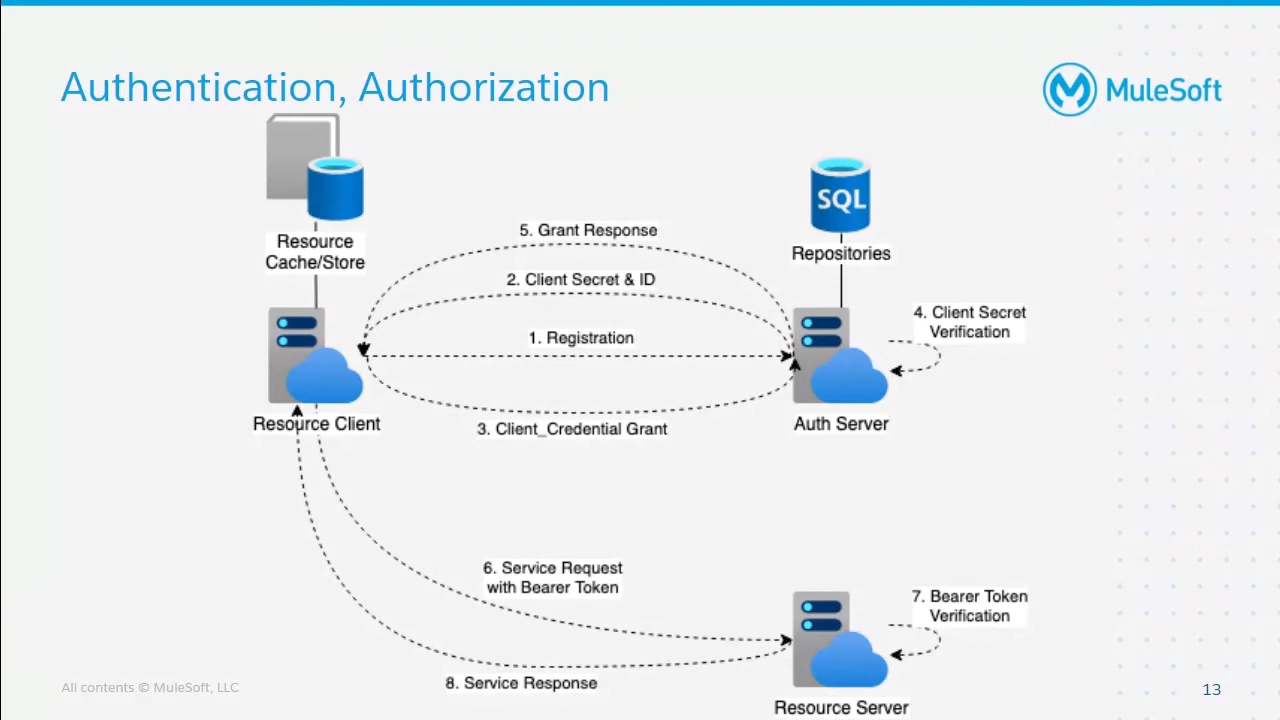 Authentication, Authorization
MuleSoft
SQL
Resource
Cache/Store
Repositories
5. Grant Response
2. Client Secret & ID
1. Registration
4. Client Secret
Verification
Resource Client
3. Client_Credential Grant
Auth Server
6. Service Request
with Bearer Token
7. Bearer Token
Verification
8. Service Response
Resource Server
All contents © MuleSoft, LLC
13